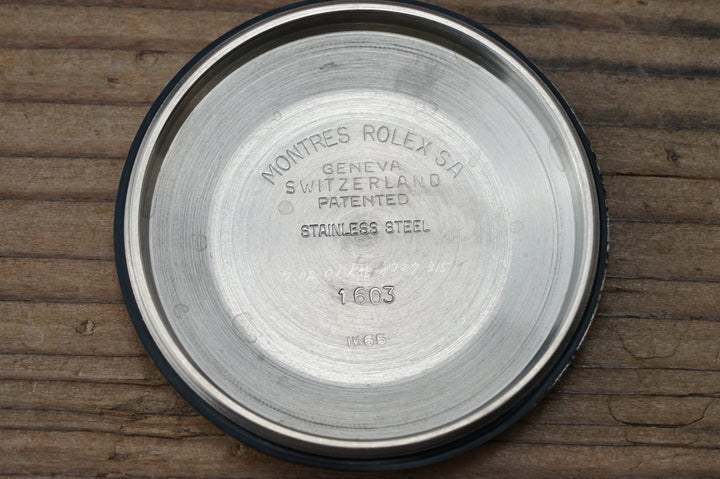 MONTRES ROLEX SA
GENEVA
SWITZERLAND
PATENTED
STAINLESS STEEL
1603
IV.65